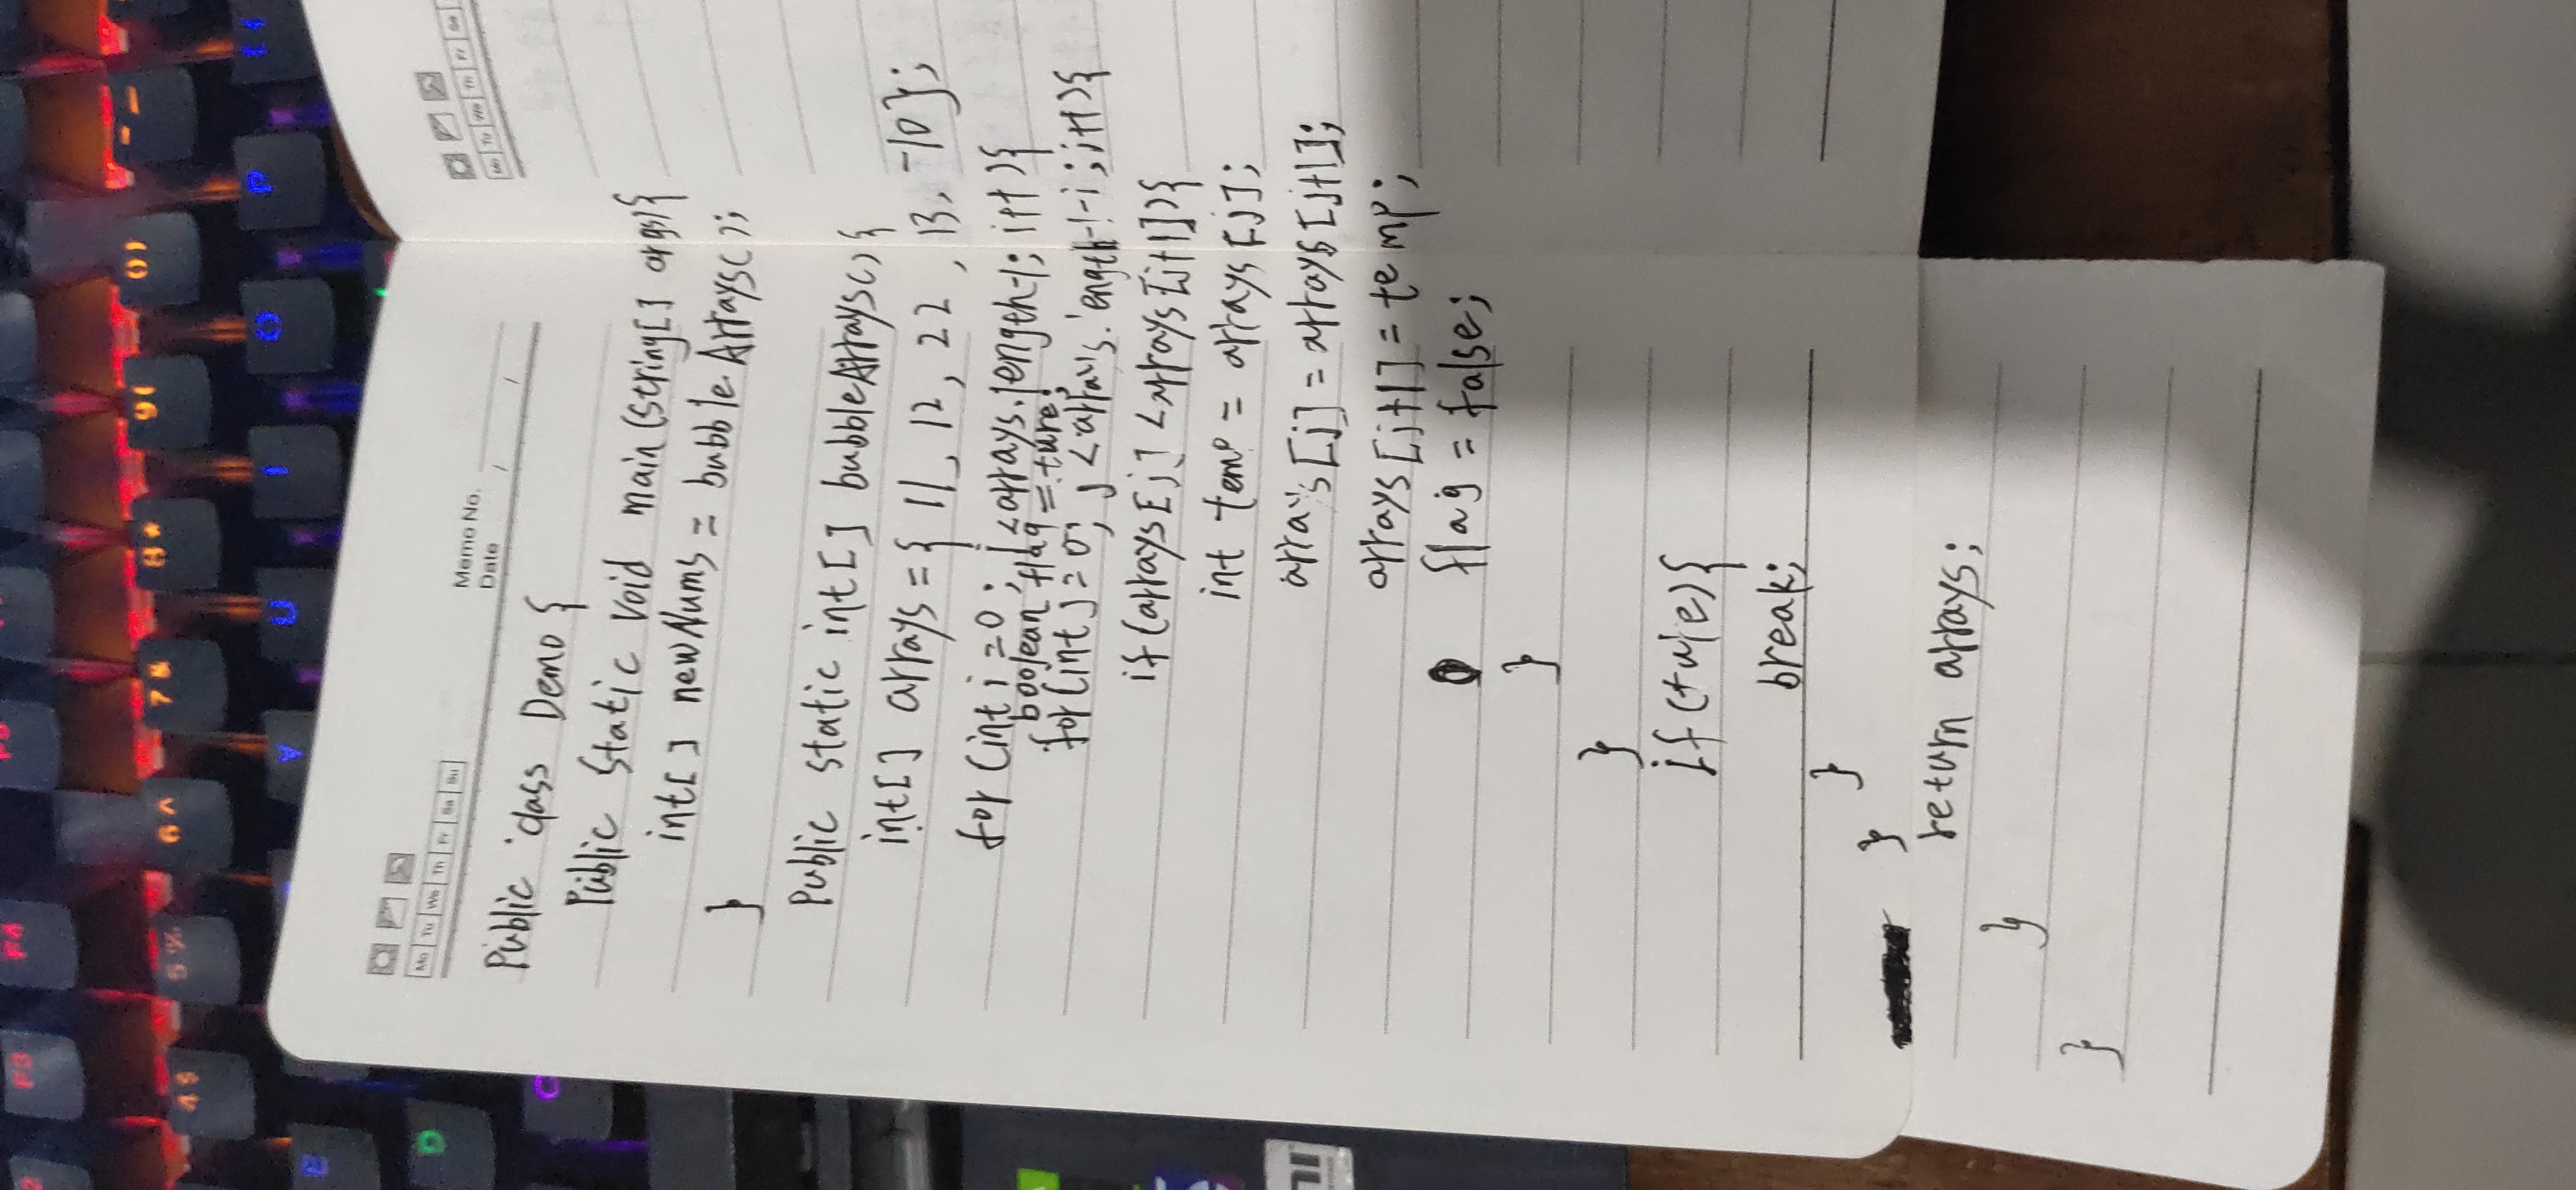 F3 F4
4 $ 5 % 6 ^ 7 & 8 * 9 ( 0 ) - _
Y U I O P [ {
Mo Tu We Th Fr Sa Su
Memo No.
Date / /
Mo Tu We Th Fr Sa
Public class Demo {
Public static void main (String[] args){
int[] newNums = bubbleArrays();
}
Public static int[] bubbleArrays(){
int[] arrays = { 11, 12, 22, 13, -10};
for (int i = 0; i < arrays.length-1; i++){
boolean flag = ture;
for (int j = 0; j < arrays.length-1-i; j++){
if (arrays[j] < arrays[j+1]){
int temp = arrays[j];
arrays[j] = arrays[j+1];
arrays[j+1] = temp;
flag = false;
}
}
if (ture){
break;
}
}
return arrays;
}
}